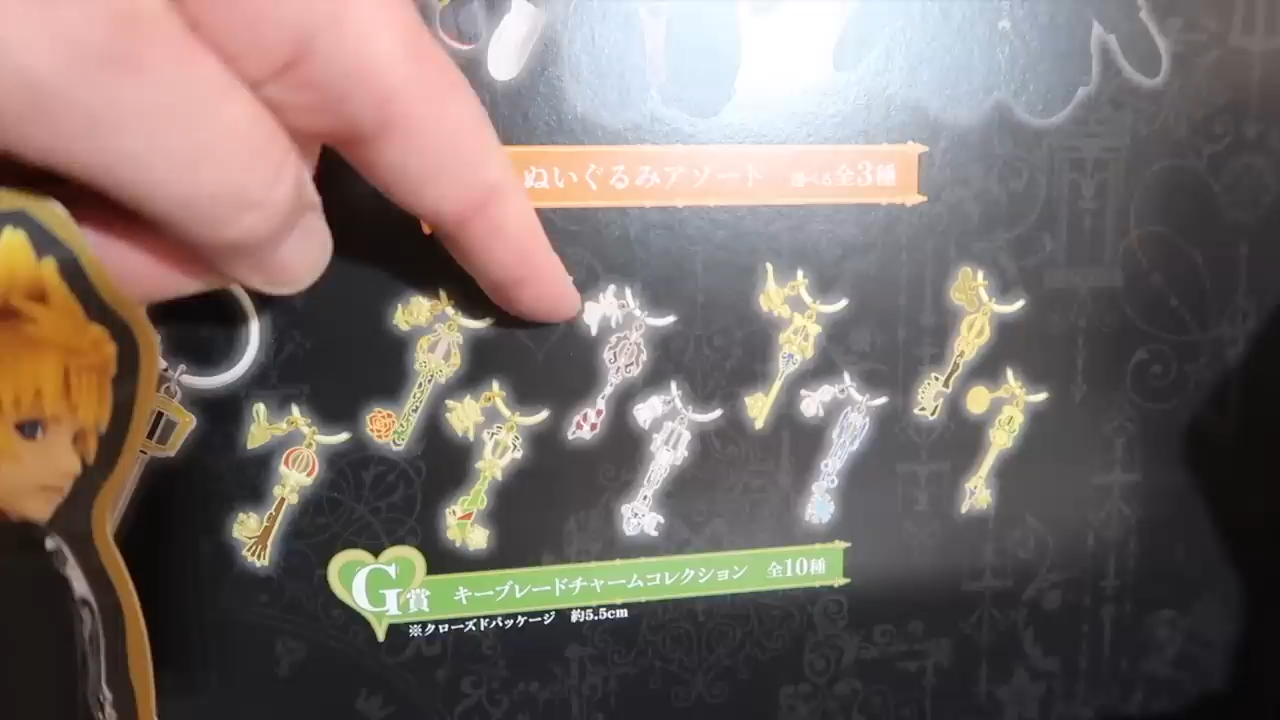 ぬいぐるみアソート 選べる全3種
G賞 キーブレードチャームコレクション 全10種
※クローズドパッケージ 約5.5cm